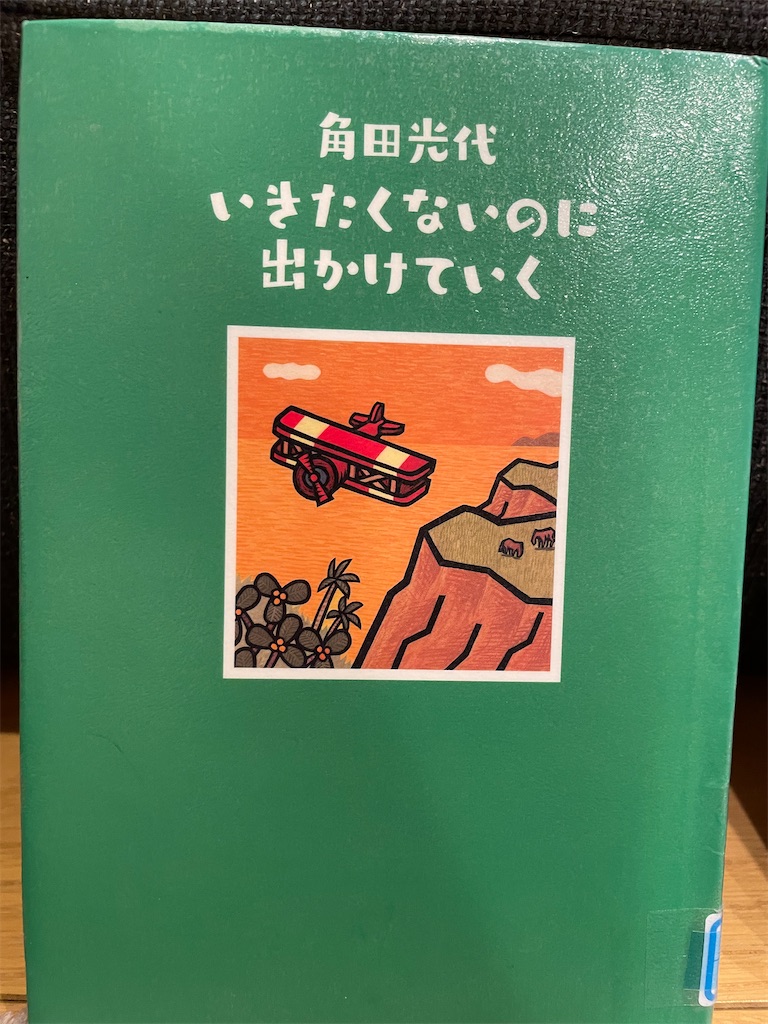 角田光代
いきたくないのに
出かけていく